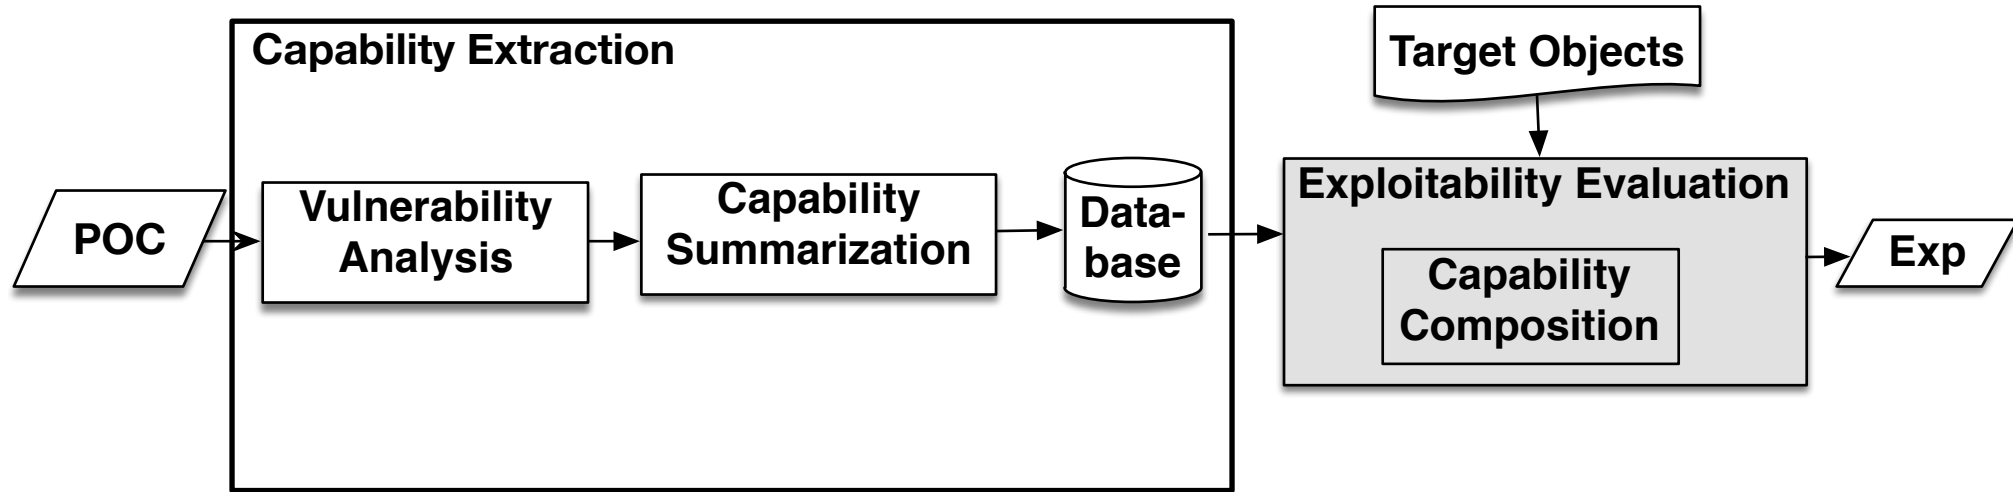 Capability Extraction
Target Objects
POC
Vulnerability
Analysis
Capability
Summarization
Data-
base
Exploitability Evaluation
Capability
Composition
Exp